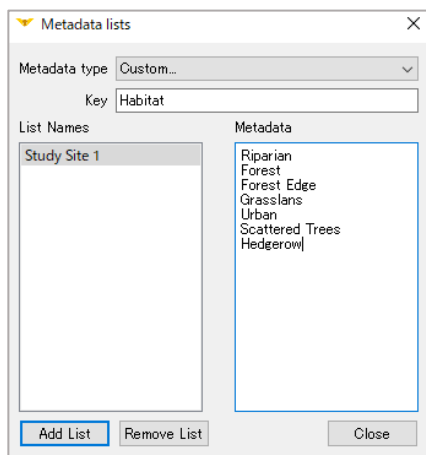 Metadata lists
Metadata type Custom...
Key Habitat
List Names
Metadata
Study Site 1
Riparian
Forest
Forest Edge
Grasslans
Urban
Scattered Trees
Hedgerow
Add List Remove List Close